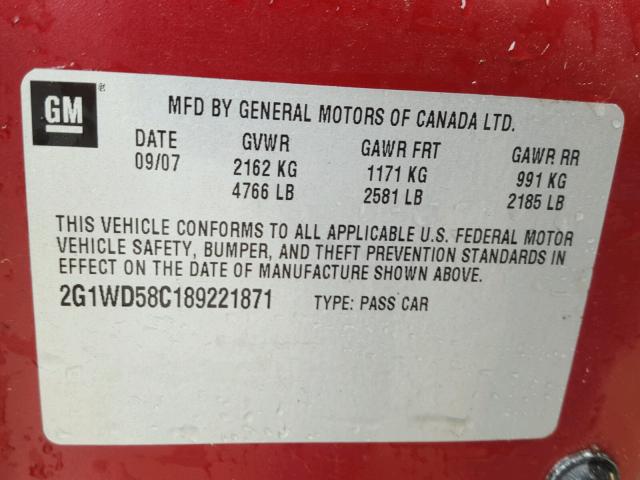 GM®
MFD BY GENERAL MOTORS OF CANADA LTD.
DATE GVWR GAWR FRT GAWR RR
09/07 2162 KG 1171 KG 991 KG
4766 LB 2581 LB 2185 LB
THIS VEHICLE CONFORMS TO ALL APPLICABLE U.S. FEDERAL MOTOR
VEHICLE SAFETY, BUMPER, AND THEFT PREVENTION STANDARDS IN
EFFECT ON THE DATE OF MANUFACTURE SHOWN ABOVE.
2G1WD58C189221871 TYPE: PASS CAR